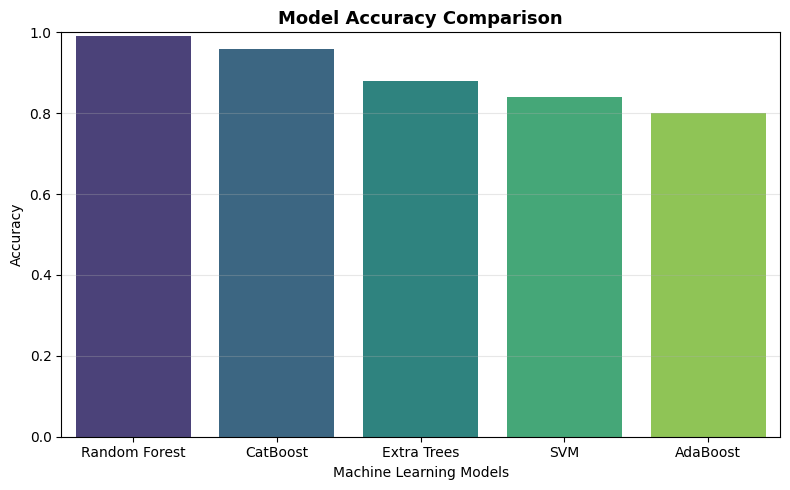 Model Accuracy Comparison
1.0
0.8
0.6
0.4
0.2
0.0
Accuracy
Random Forest CatBoost Extra Trees SVM AdaBoost
Machine Learning Models